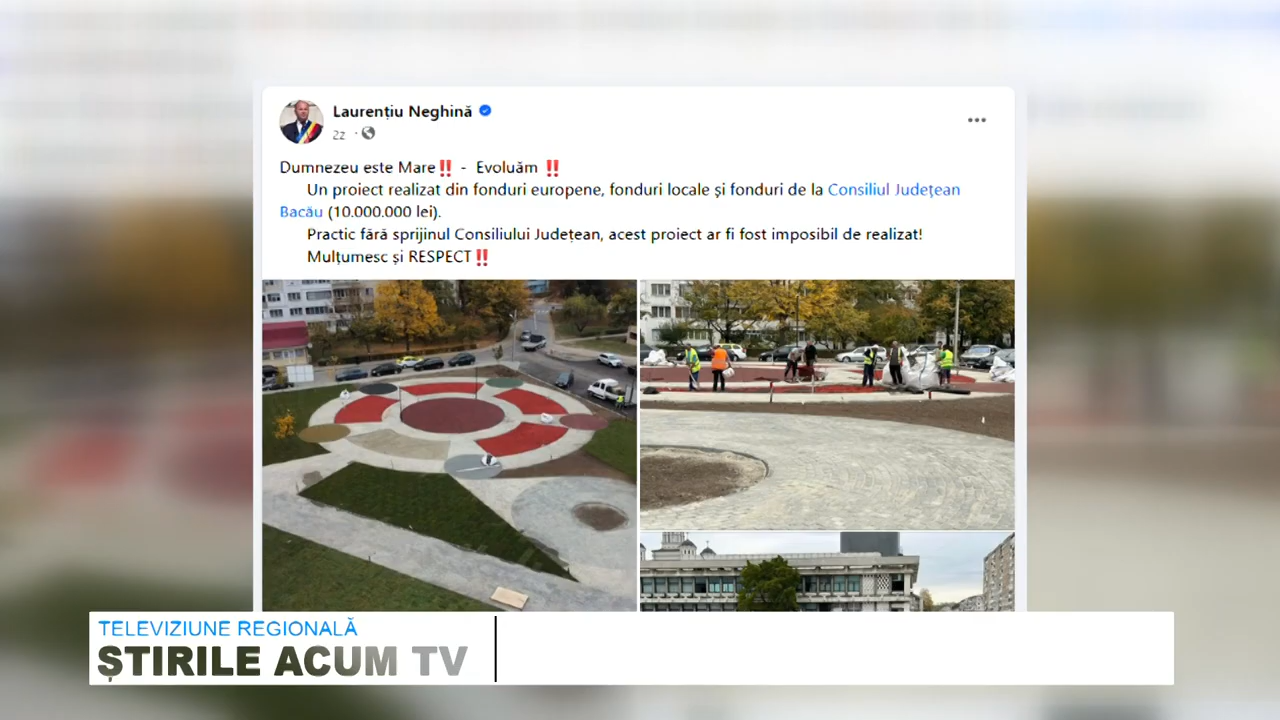 Laurențiu Neghină
2z ·
Dumnezeu este Mare‼️ - Evoluăm ‼️
Un proiect realizat din fonduri europene, fonduri locale și fonduri de la Consiliul Județean
Bacău (10.000.000 lei).
Practic fără sprijinul Consiliului Județean, acest proiect ar fi fost imposibil de realizat!
Mulțumesc și RESPECT‼️
TELEVIZIUNE REGIONALĂ
ȘTIRILE ACUM TV